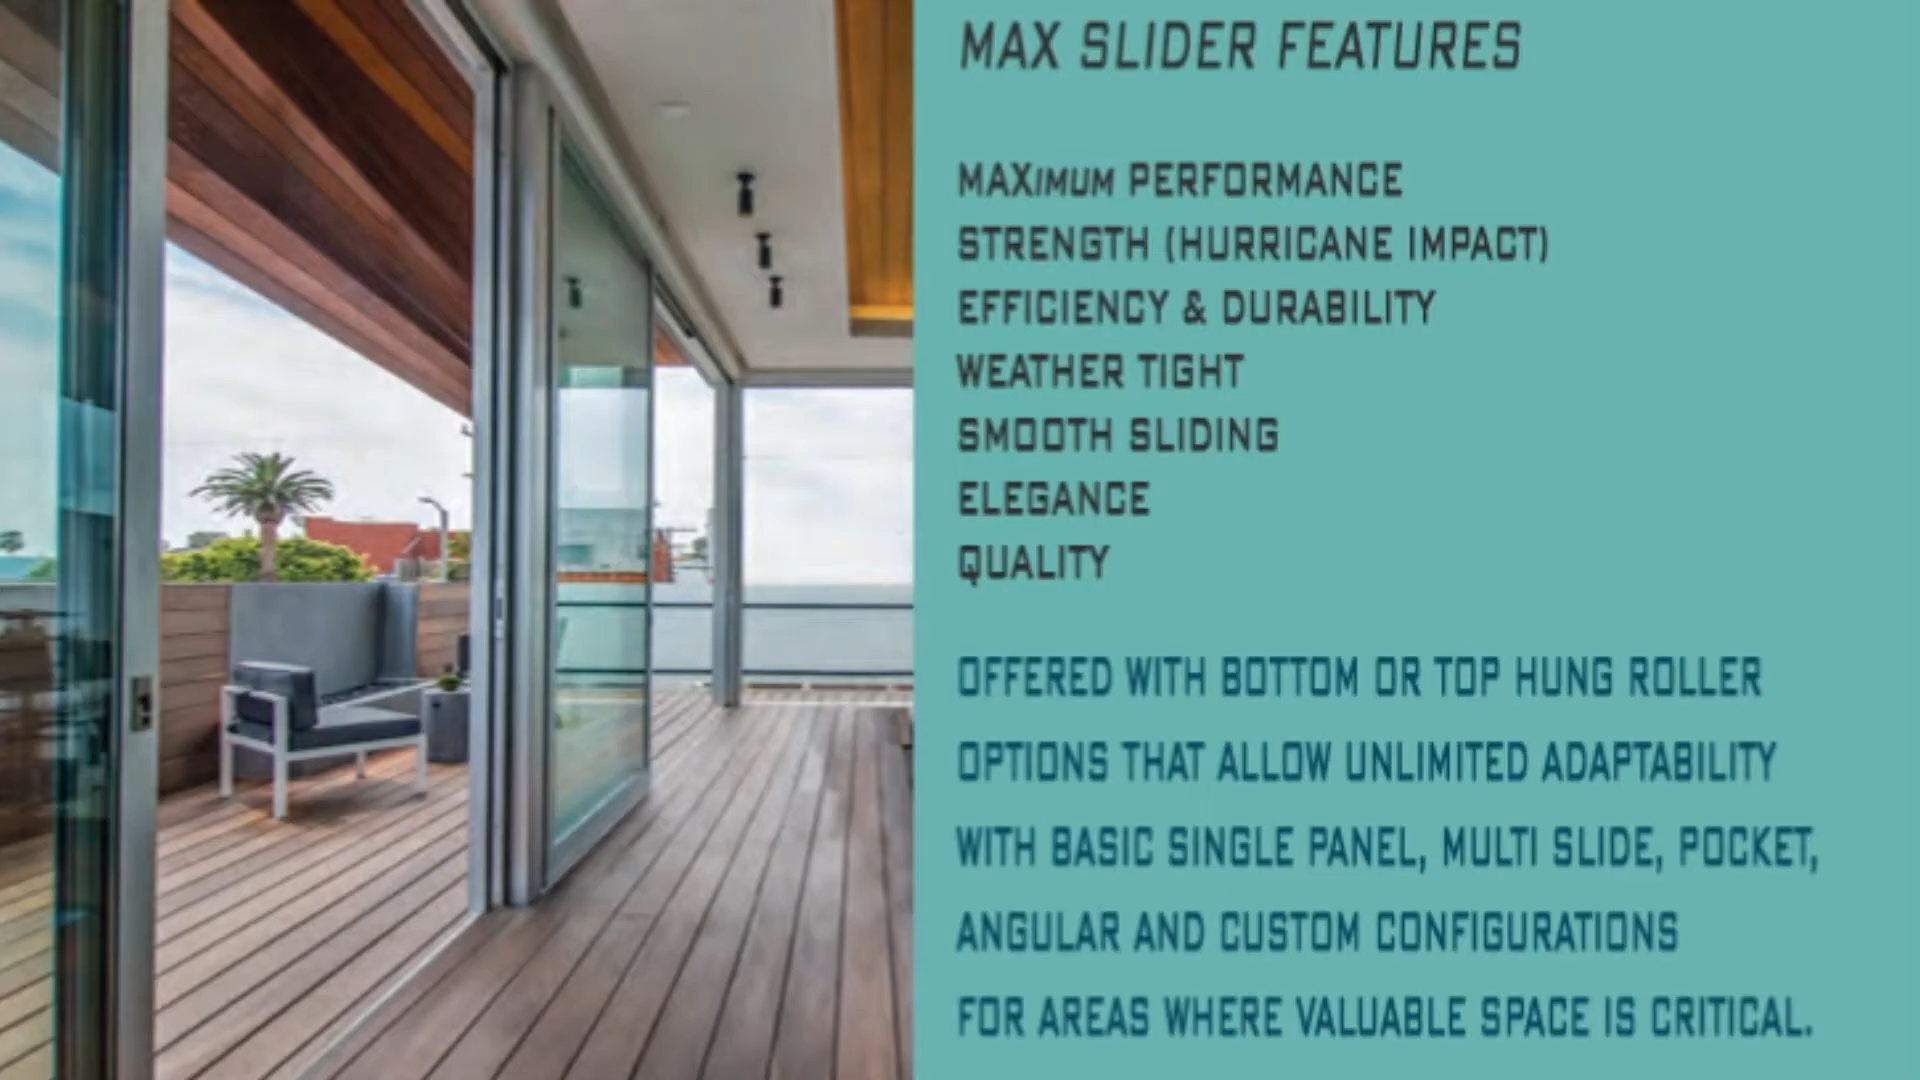 MAX SLIDER FEATURES
MAXIMUM PERFORMANCE
STRENGTH (HURRICANE IMPACT)
EFFICIENCY & DURABILITY
WEATHER TIGHT
SMOOTH SLIDING
ELEGANCE
QUALITY
OFFERED WITH BOTTOM OR TOP HUNG ROLLER
OPTIONS THAT ALLOW UNLIMITED ADAPTABILITY
WITH BASIC SINGLE PANEL, MULTI SLIDE, POCKET,
ANGULAR AND CUSTOM CONFIGURATIONS
FOR AREAS WHERE VALUABLE SPACE IS CRITICAL.